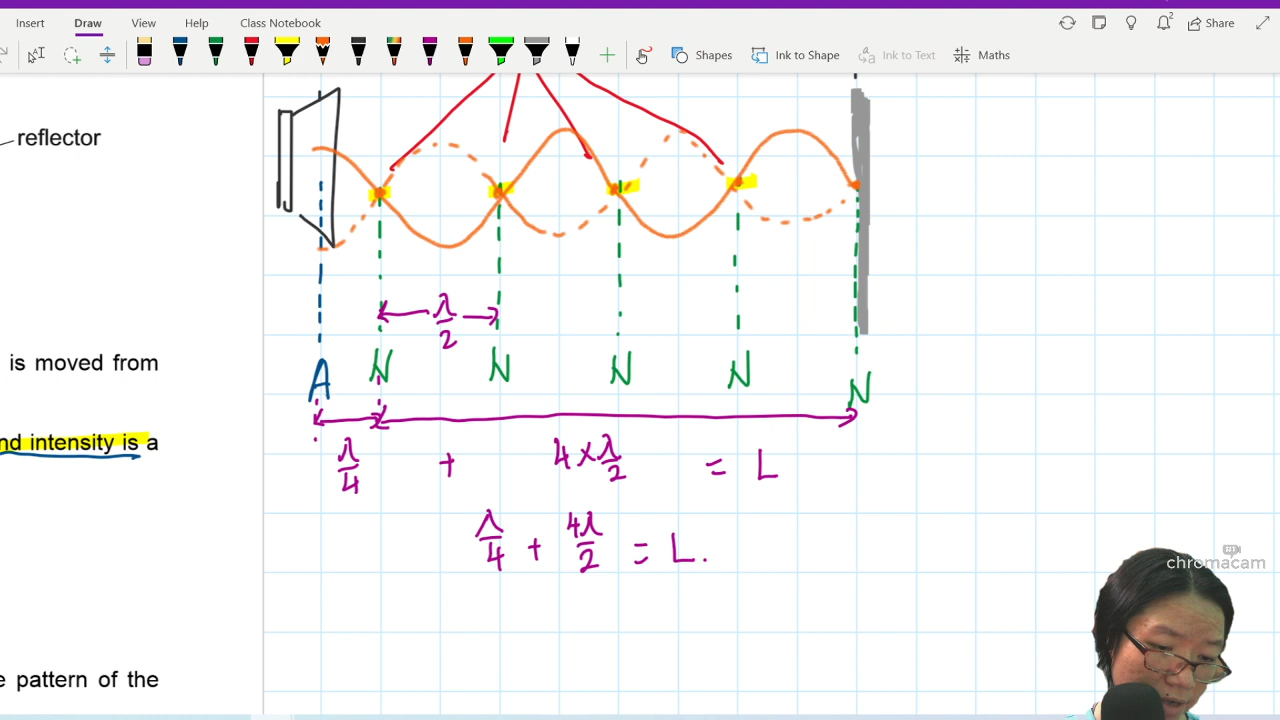 Insert Draw View Help Class Notebook
2 Share
Shapes Ink to Shape Ink to Text Maths
reflector
is moved from
nd intensity is a
e pattern of the
λ/2
A N N N N N
λ/4 + 4×λ/2 = L
λ/4 + 4λ/2 = L.
chromacam